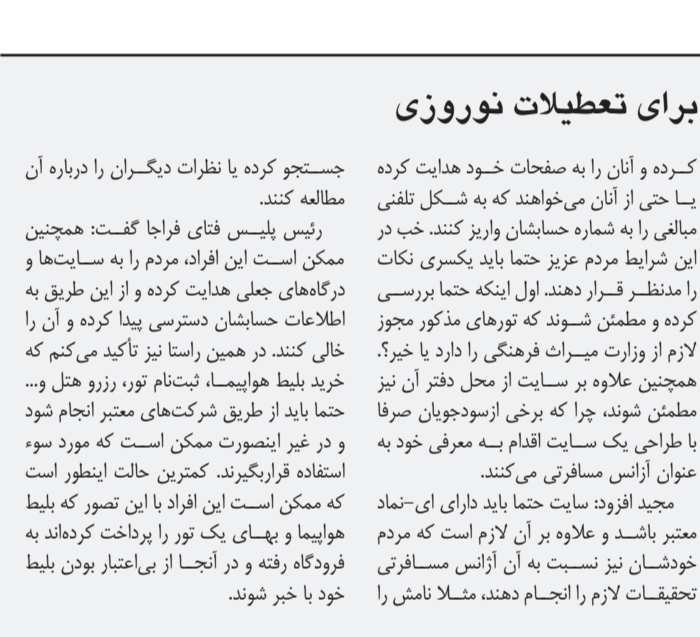 برای تعطیلات نوروزی
کرده و آنان را به صفحات خود هدایت کرده
یا حتی از آنان می‌خواهند که به شکل تلفنی
مبالغی را به شماره حسابشان واریز کنند. خب در
این شرایط مردم عزیز حتما باید یکسری نکات
را مدنظر قرار دهند. اول اینکه حتما بررسی
کرده و مطمئن شوند که تورهای مذکور مجوز
لازم از وزارت میراث فرهنگی را دارد یا خیر؟.
همچنین علاوه بر سایت از محل دفتر آن نیز
مطمئن شوند، چرا که برخی ازسودجویان صرفا
با طراحی یک سایت اقدام به معرفی خود به
عنوان آزانس مسافرتی می‌کنند.
مجید افزود: سایت حتما باید دارای ای-نماد
معتبر باشد و علاوه بر آن لازم است که مردم
خودشان نیز نسبت به آن آژانس مسافرتی
تحقیقات لازم را انجام دهند، مثلا نامش را
جستجو کرده یا نظرات دیگران را درباره آن
مطالعه کنند.
رئیس پلیس فتای فراجا گفت: همچنین
ممکن است این افراد، مردم را به سایت‌ها و
درگاه‌های جعلی هدایت کرده و از این طریق به
اطلاعات حسابشان دسترسی پیدا کرده و آن را
خالی کنند. در همین راستا نیز تأکید می‌کنم که
خرید بلیط هواپیما، ثبت‌نام تور، رزرو هتل و...
حتما باید از طریق شرکت‌های معتبر انجام شود
و در غیر اینصورت ممکن است که مورد سوء
استفاده قراربگیرند. کمترین حالت اینطور است
که ممکن است این افراد با این تصور که بلیط
هواپیما و بهای یک تور را پرداخت کرده‌اند به
فرودگاه رفته و در آنجا از بی‌اعتبار بودن بلیط
خود با خبر شوند.